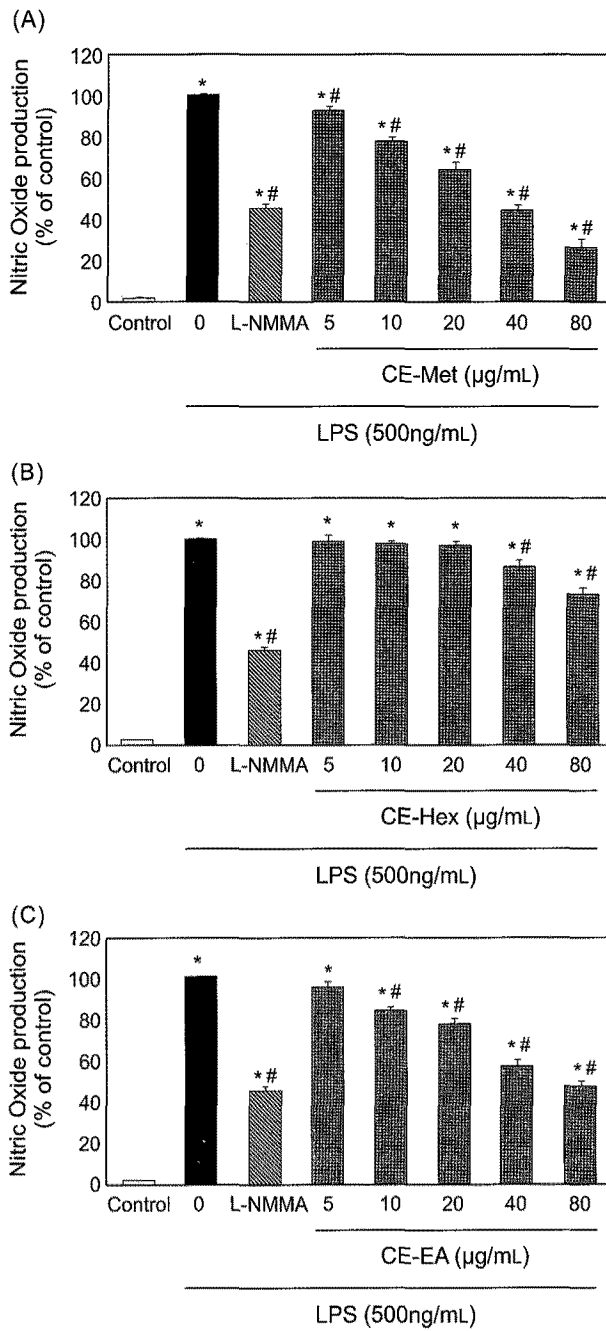 (A)
120
* 
100
*#
*#
80
*#
60
*#
*#
40
*#
20
0
Nitric Oxide production
(% of control)
Control 0 L-NMMA 5 10 20 40 80
CE-Met (µg/mL)
LPS (500ng/mL)
(B)
120
* * * *
100
*#
80
*#
60
*#
40
20
0
Nitric Oxide production
(% of control)
Control 0 L-NMMA 5 10 20 40 80
CE-Hex (µg/mL)
LPS (500ng/mL)
(C)
120
* *
100
*#
*#
80
*#
60
*#
*#
40
20
0
Nitric Oxide production
(% of control)
Control 0 L-NMMA 5 10 20 40 80
CE-EA (µg/mL)
LPS (500ng/mL)